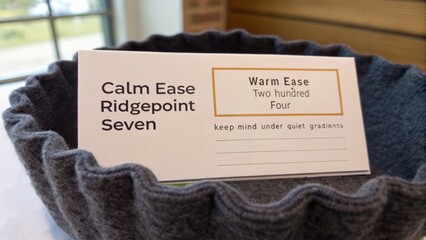 Calm Ease
Ridgepoint
Seven
Warm Ease
Two hundred
Four
keep mind under quiet gradients